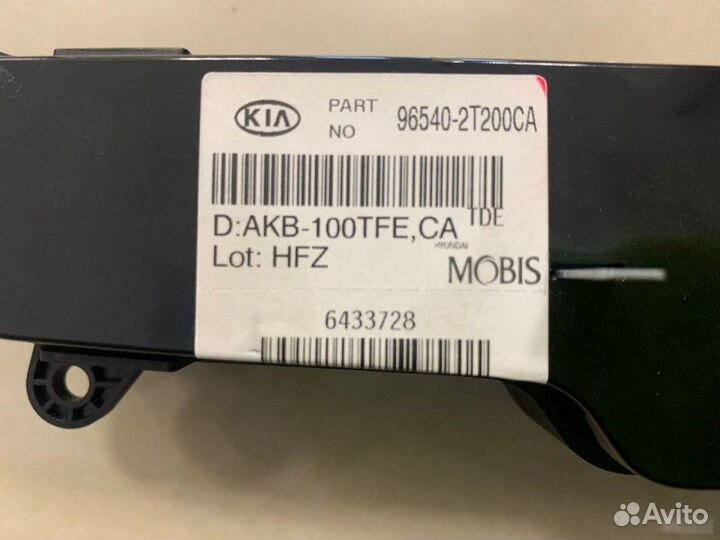 KIA
PART NO 96540-2T200CA
D:AKB-100TFE,CA TDE
Lot: HFZ
HYUNDAI
MOBIS
6433728
Avito